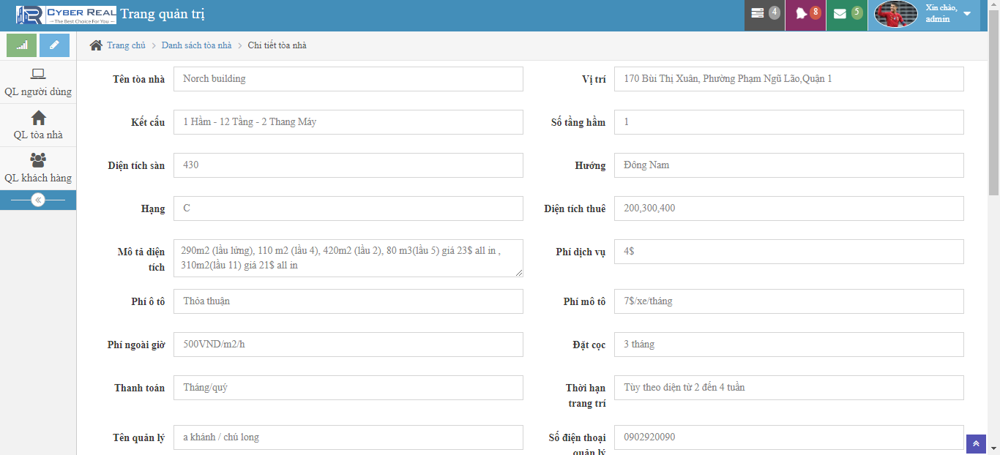 CYBER REAL
The Best Choice For You
Trang quản trị
4
8
5
Xin chào,
admin
Trang chủ
Danh sách tòa nhà
Chi tiết tòa nhà
QL người dùng
QL tòa nhà
QL khách hàng
Tên tòa nhà
Norch building
Vị trí
170 Bùi Thị Xuân, Phường Phạm Ngũ Lão,Quận 1
Kết cấu
1 Hầm - 12 Tầng - 2 Thang Máy
Số tầng hầm
1
Diện tích sàn
430
Hướng
Đông Nam
Hạng
C
Diện tích thuê
200,300,400
Mô tả diện
tích
290m2 (lầu lửng), 110 m2 (lầu 4), 420m2 (lầu 2), 80 m3(lầu 5) giá 23$ all in ,
310m2(lầu 11) giá 21$ all in
Phí dịch vụ
4$
Phí ô tô
Thỏa thuận
Phí mô tô
7$/xe/tháng
Phí ngoài giờ
500VND/m2/h
Đặt cọc
3 tháng
Thanh toán
Tháng/quý
Thời hạn
trang trí
Tùy theo diện từ 2 đến 4 tuần
Tên quản lý
a khánh / chú long
Số điện thoại
quản lý
0902920090